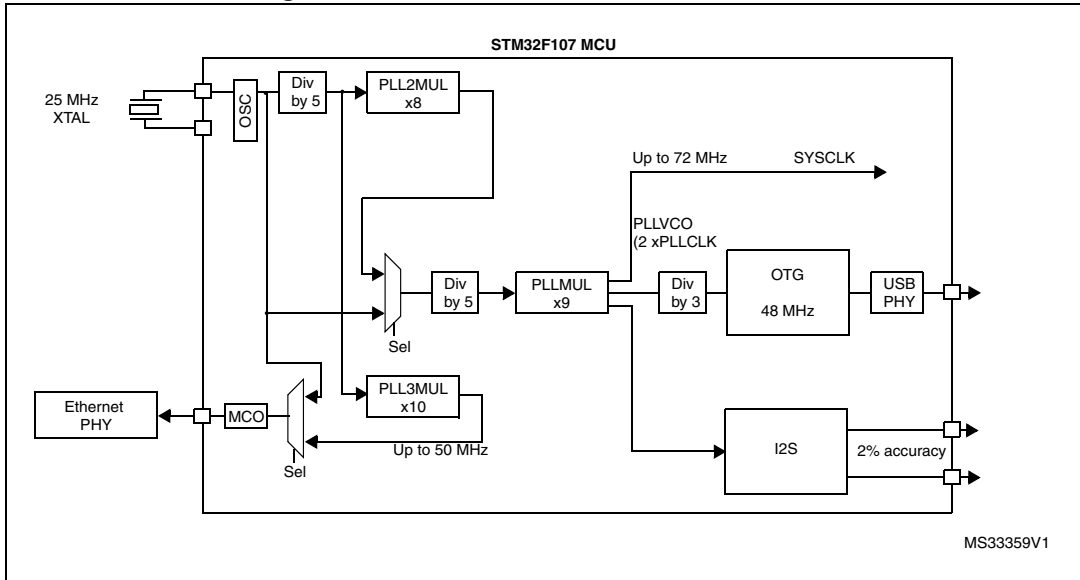 STM32F107 MCU
25 MHz
XTAL
OSC
Div
by 5
PLL2MUL
x8
Up to 72 MHz
SYSCLK
PLLVCO
(2 xPLLCLK
Sel
Div
by 5
PLLMUL
x9
Div
by 3
OTG
48 MHz
USB
PHY
Ethernet
PHY
MCO
Sel
PLL3MUL
x10
Up to 50 MHz
I2S
2% accuracy
MS33359V1